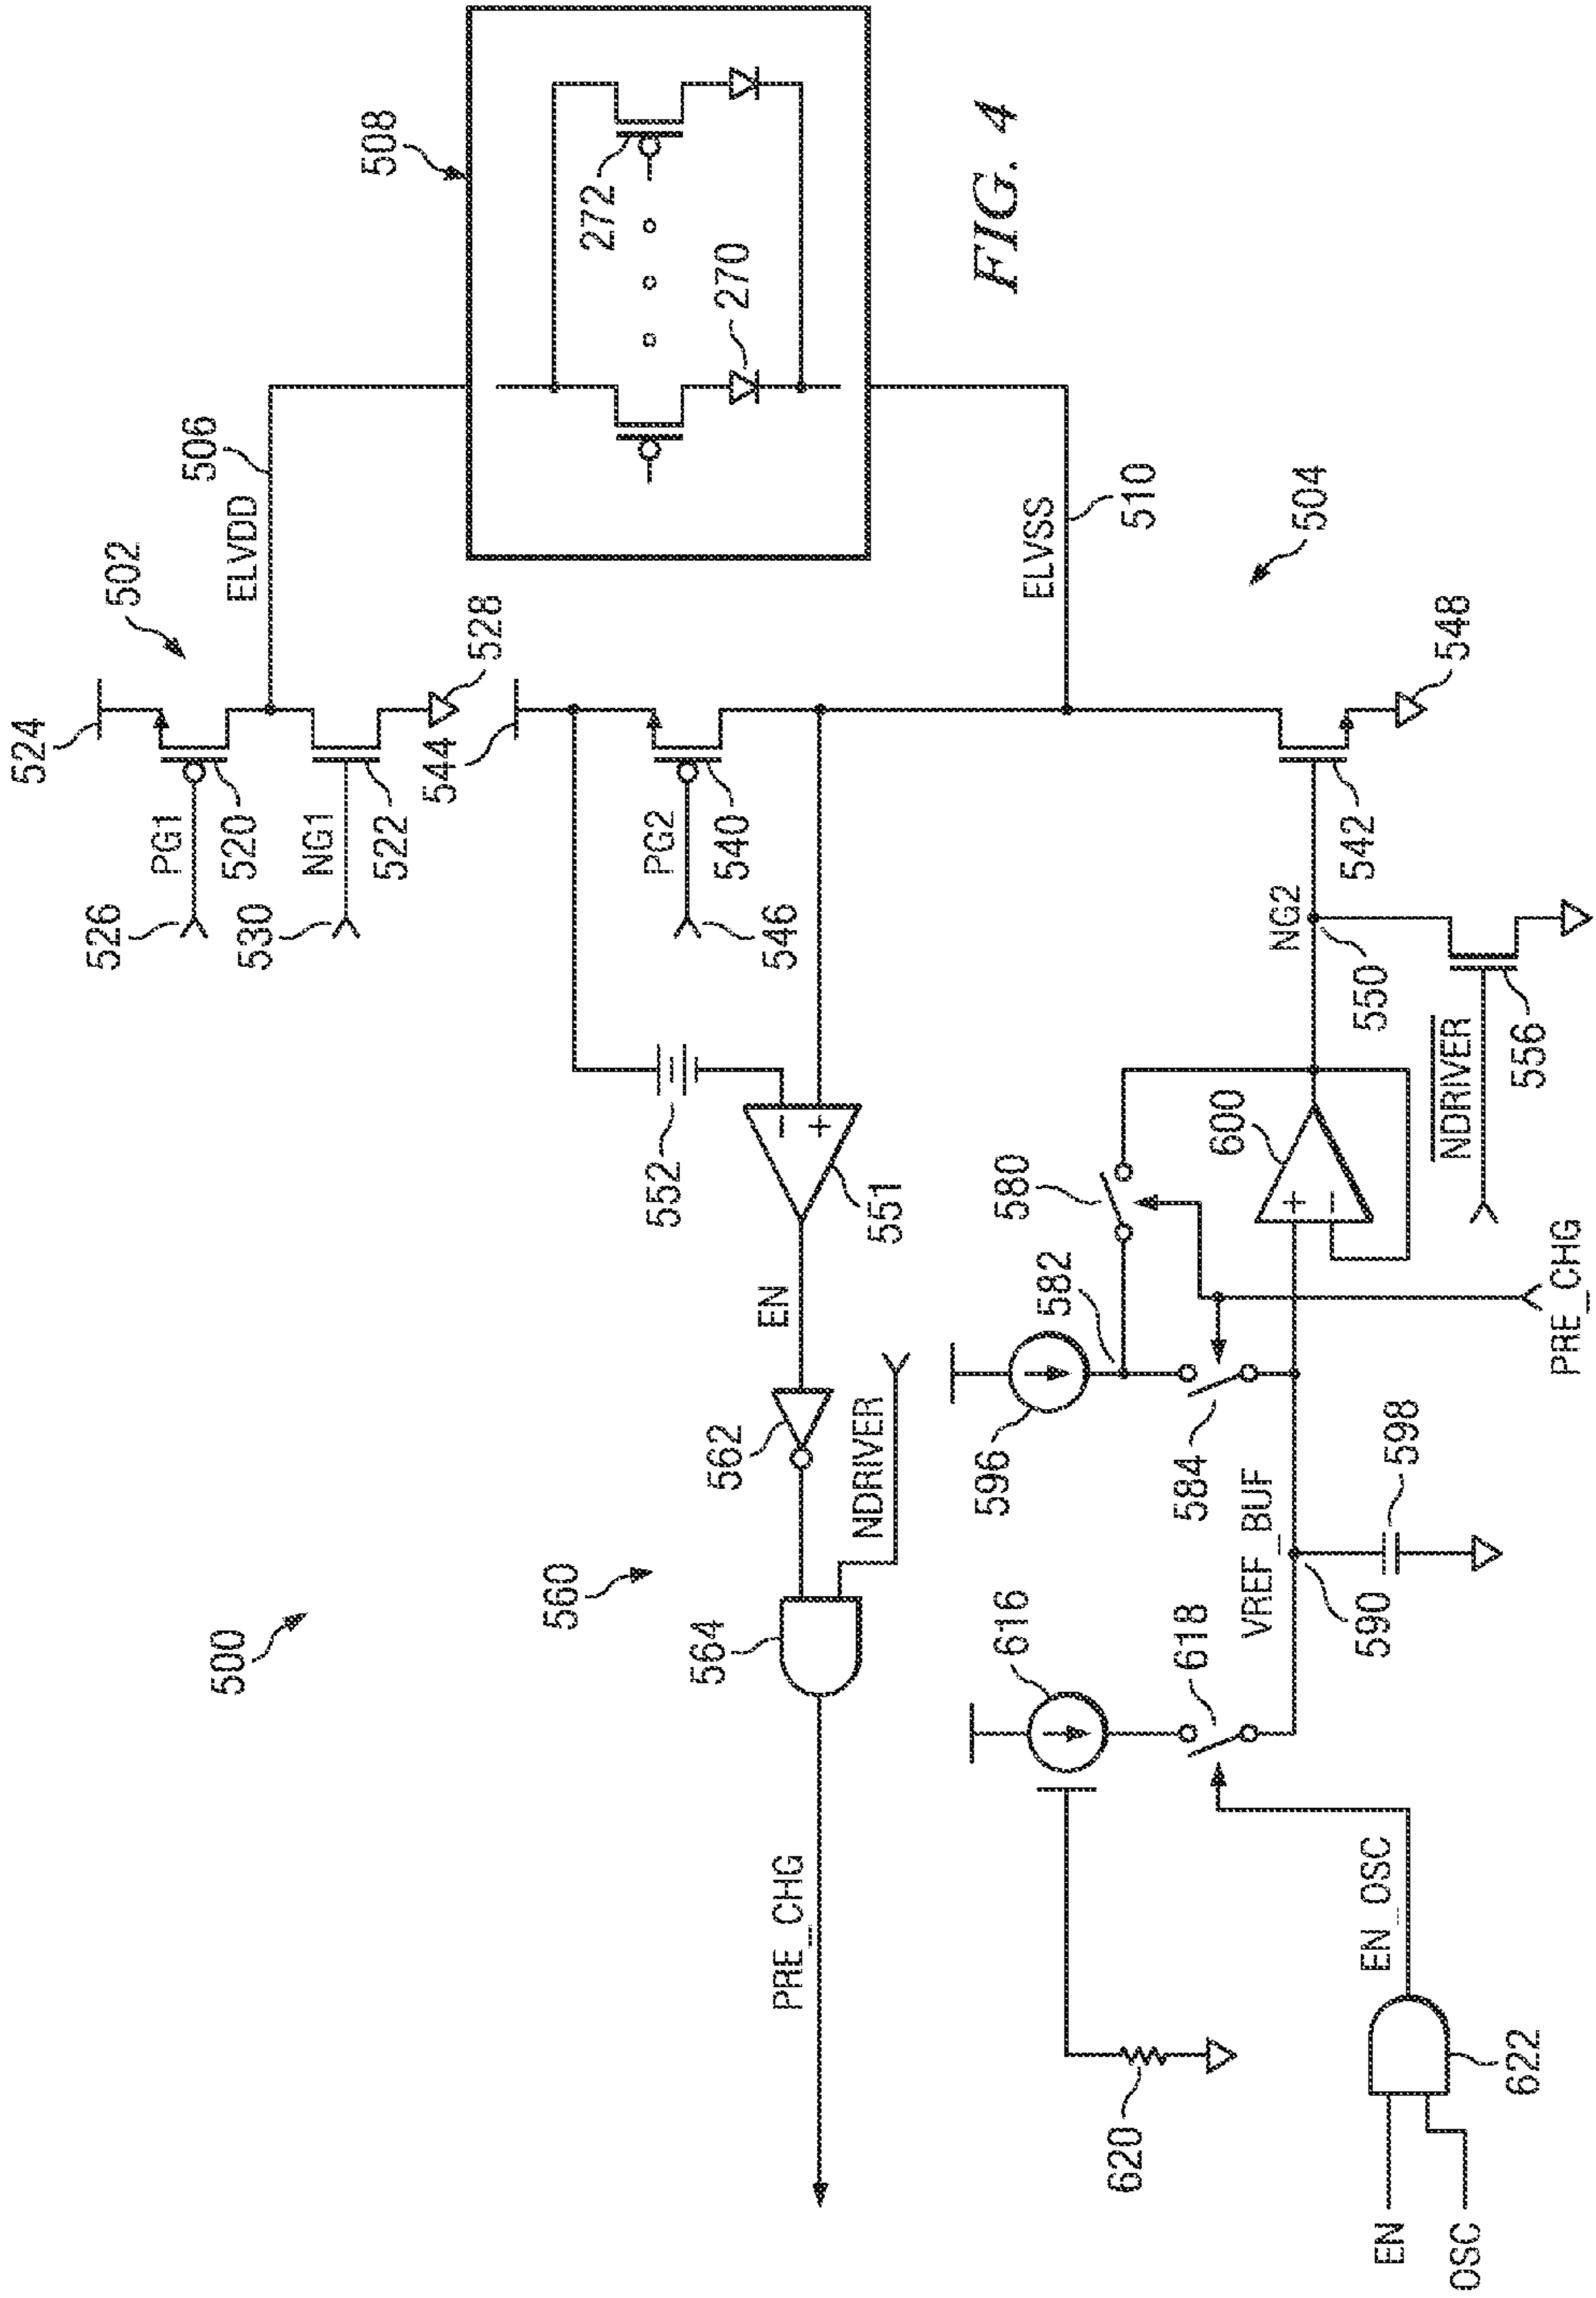 500
502
524
526
PG1
520
530
NG1
522
528
ELVDD
506
508
272
270
544
546
PG2
540
552
551
EN
562
560
564
NDRIVER
PRE_CHG
ELVSS
510
504
548
NG2
550
542
NDRIVER
556
600
580
582
596
584
PRE_CHG
VREF_BUF
598
590
616
618
620
EN_OSC
622
EN
OSC
FIG. 4